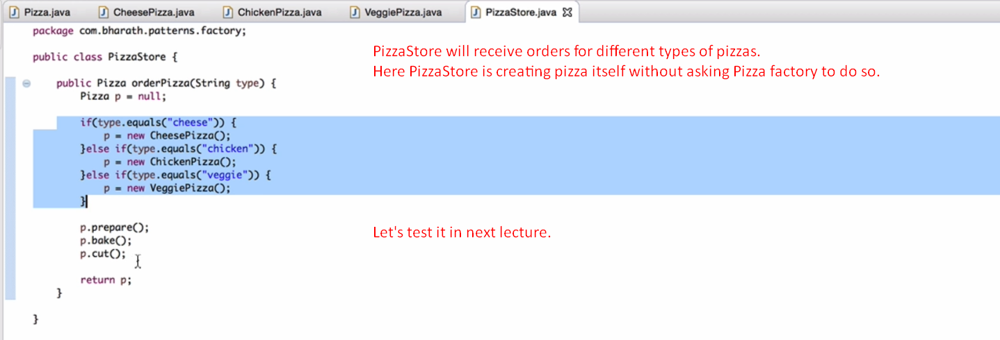 Pizza.java CheesePizza.java ChickenPizza.java VeggiePizza.java PizzaStore.java
package com.bharath.patterns.factory;
public class PizzaStore {
PizzaStore will receive orders for different types of pizzas.
Here PizzaStore is creating pizza itself without asking Pizza factory to do so.
public Pizza orderPizza(String type) {
Pizza p = null;
if(type.equals("cheese")) {
p = new CheesePizza();
}else if(type.equals("chicken")) {
p = new ChickenPizza();
}else if(type.equals("veggie")) {
p = new VeggiePizza();
}
p.prepare();
Let's test it in next lecture.
p.bake();
p.cut();
return p;
}
}